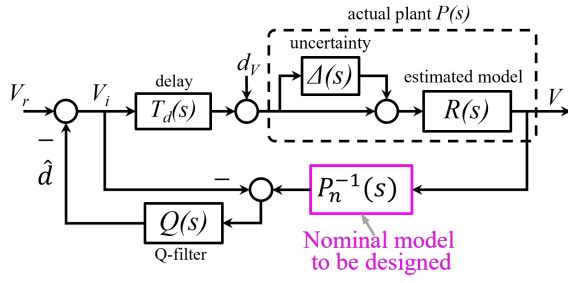 actual plant P(s)
uncertainty
d_V
Δ(s)
delay
estimated model
V_r
V_i
T_d(s)
R(s)
V
−
d̂
−
P_n^{-1}(s)
Q(s)
Q-filter
Nominal model
to be designed